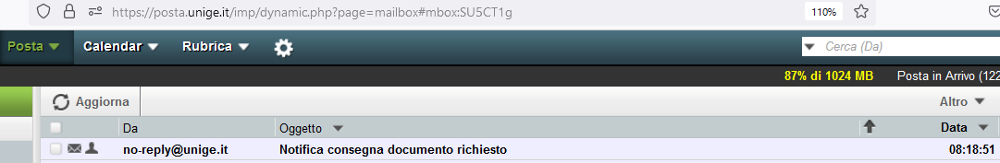 https://posta.unige.it/imp/dynamic.php?page=mailbox#mbox:SU5CT1g 110%
Posta Calendar Rubrica Cerca (Da)
87% di 1024 MB Posta in Arrivo (122
Aggiorna Altro
Da Oggetto Data
no-reply@unige.it Notifica consegna documento richiesto 08:18:51